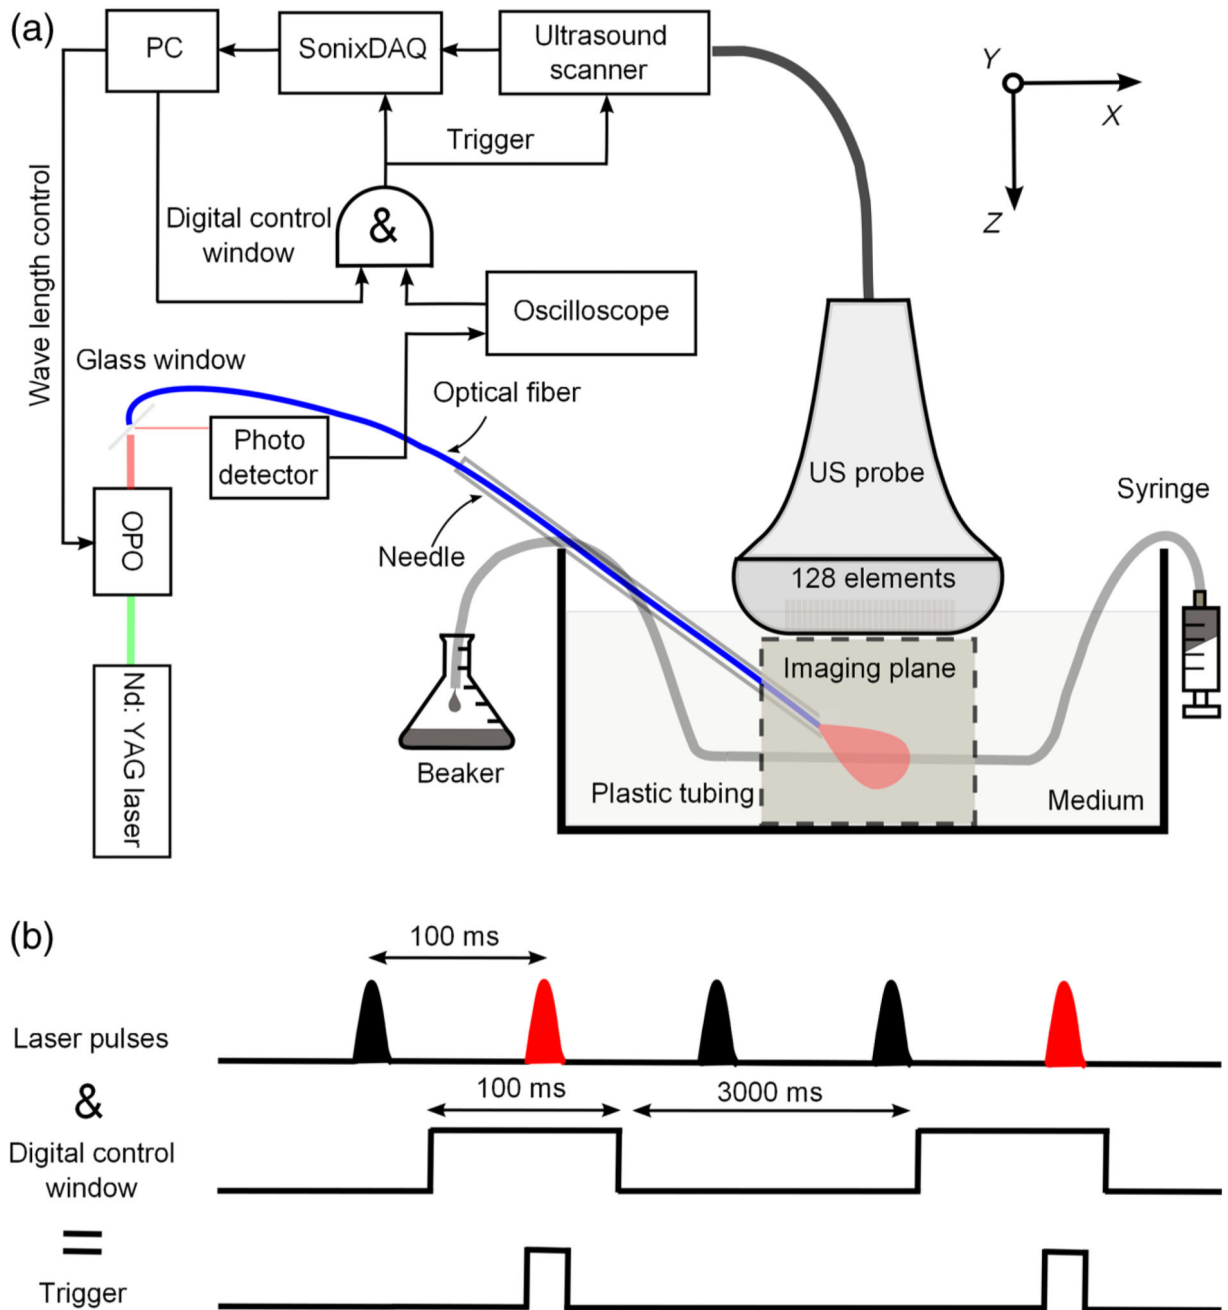 (a)
PC
SonixDAQ
Ultrasound
scanner
Y
X
Z
Trigger
Wave length control
Digital control
window
&
Oscilloscope
Glass window
Optical fiber
Photo
detector
US probe
Syringe
OPO
Needle
128 elements
Imaging plane
Nd: YAG laser
Beaker
Plastic tubing
Medium
(b)
100 ms
Laser pulses
&
100 ms
3000 ms
Digital control
window
=
Trigger